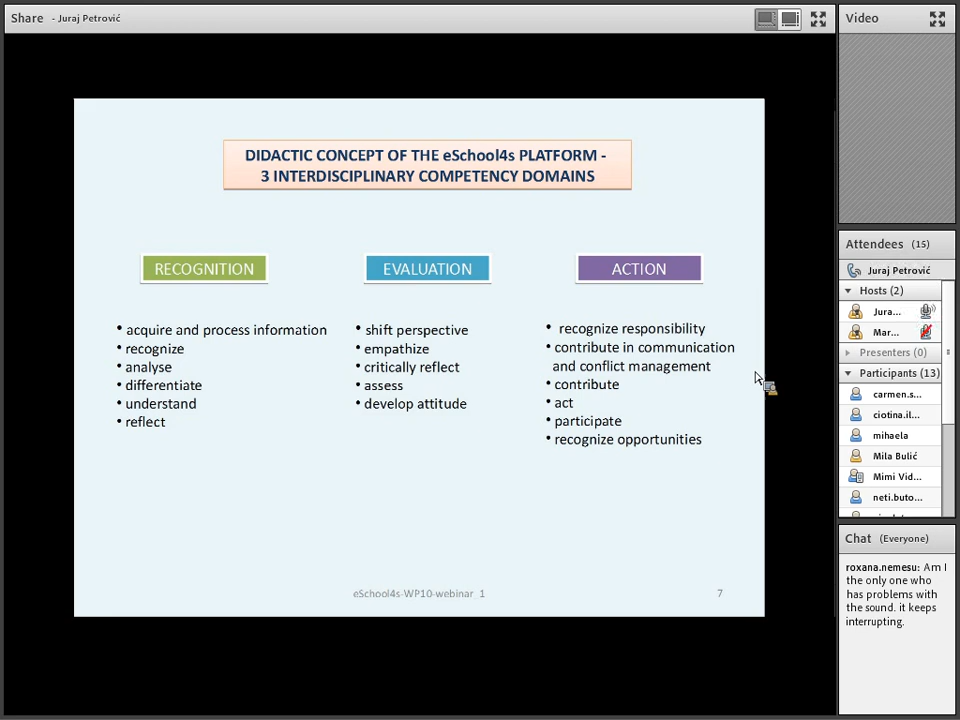 Share - Juraj Petrović
DIDACTIC CONCEPT OF THE eSchool4s PLATFORM -
3 INTERDISCIPLINARY COMPETENCY DOMAINS
RECOGNITION
• acquire and process information
• recognize
• analyse
• differentiate
• understand
• reflect
EVALUATION
• shift perspective
• empathize
• critically reflect
• assess
• develop attitude
ACTION
• recognize responsibility
• contribute in communication
and conflict management
• contribute
• act
• participate
• recognize opportunities
eSchool4s-WP10-webinar 1
7
Video
Attendees (15)
Juraj Petrović
Hosts (2)
Jura...
Mar...
Presenters (0)
Participants (13)
carmen.s...
ciotina.il...
mihaela
Mila Bulić
Mimi Vid...
neti.buto...
Chat (Everyone)
roxana.nemesu: Am I
the only one who
has problems with
the sound. it keeps
interrupting.